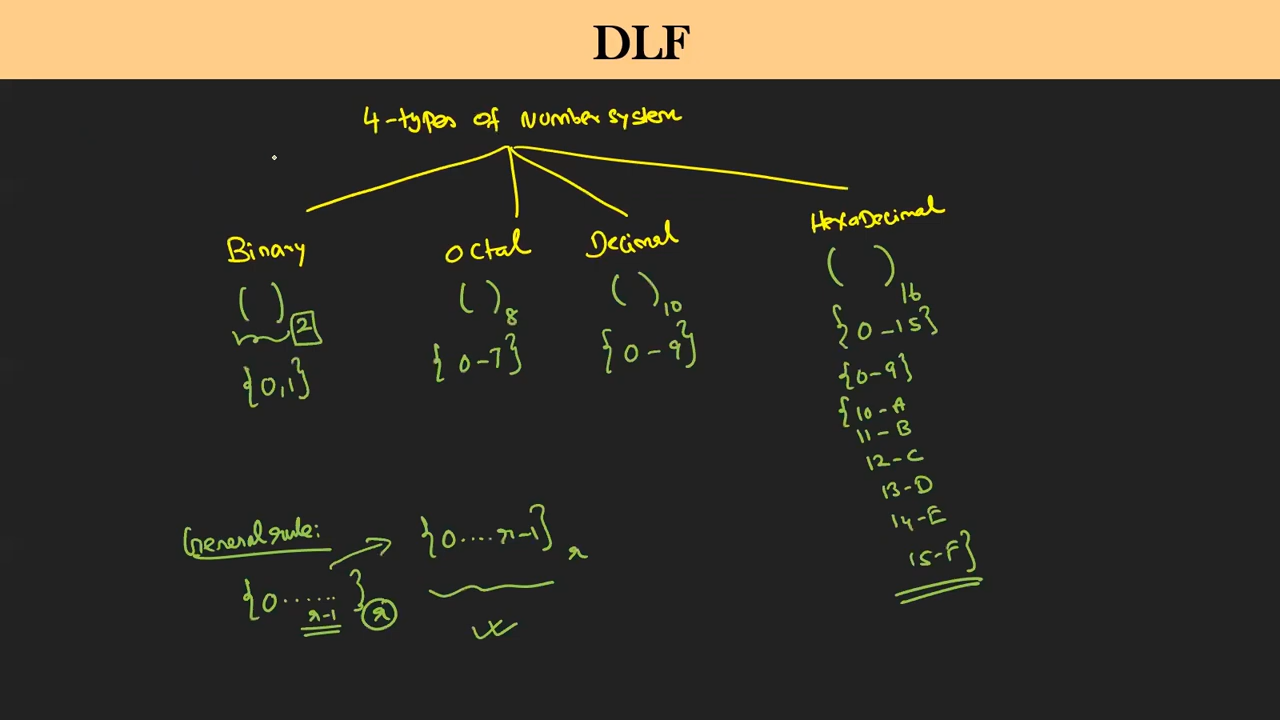 DLF
4-types of Number system
Binary
( )2
{0,1}
Octal
( )8
{0-7}
Decimal
( )10
{0-9}
HexaDecimal
( )16
{0-15}
{0-9}
{10-A
11-B
12-C
13-D
14-E
15-F}
General rule:
{0...... r-1}r
{0....r-1}r